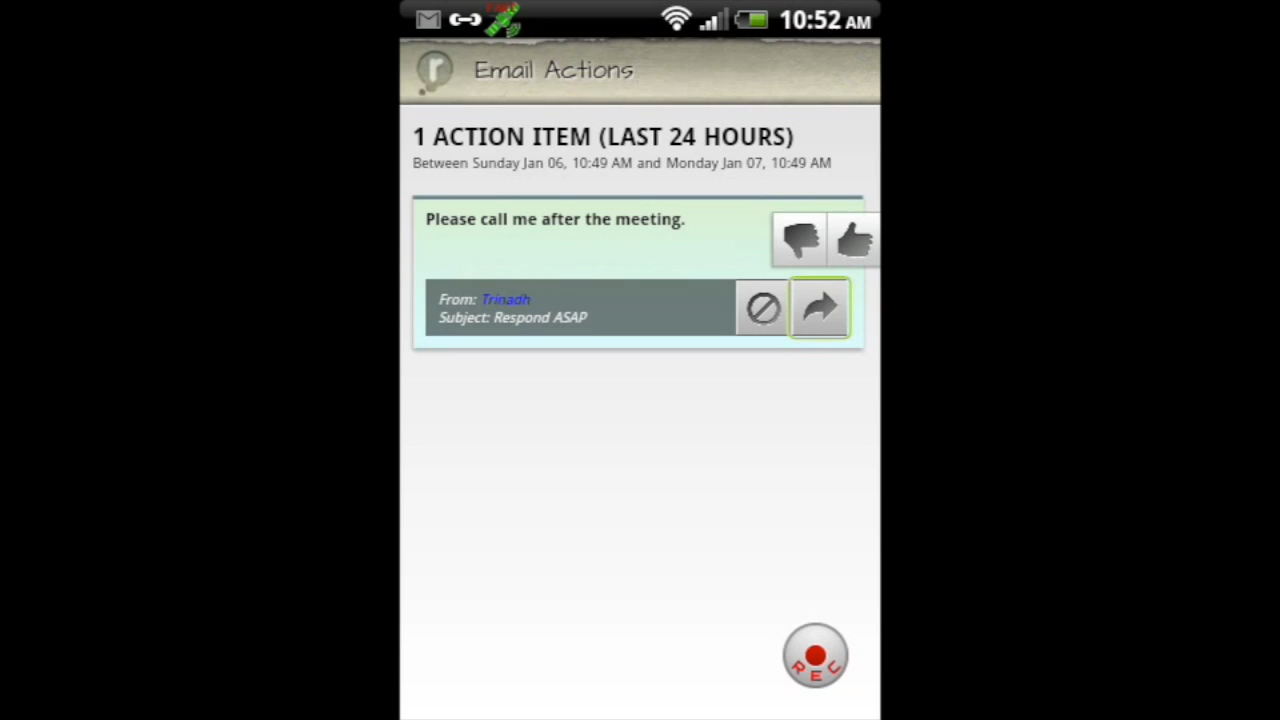 10:52 AM
Email Actions
1 ACTION ITEM (LAST 24 HOURS)
Between Sunday Jan 06, 10:49 AM and Monday Jan 07, 10:49 AM
Please call me after the meeting.
From: Trinadh
Subject: Respond ASAP
REC